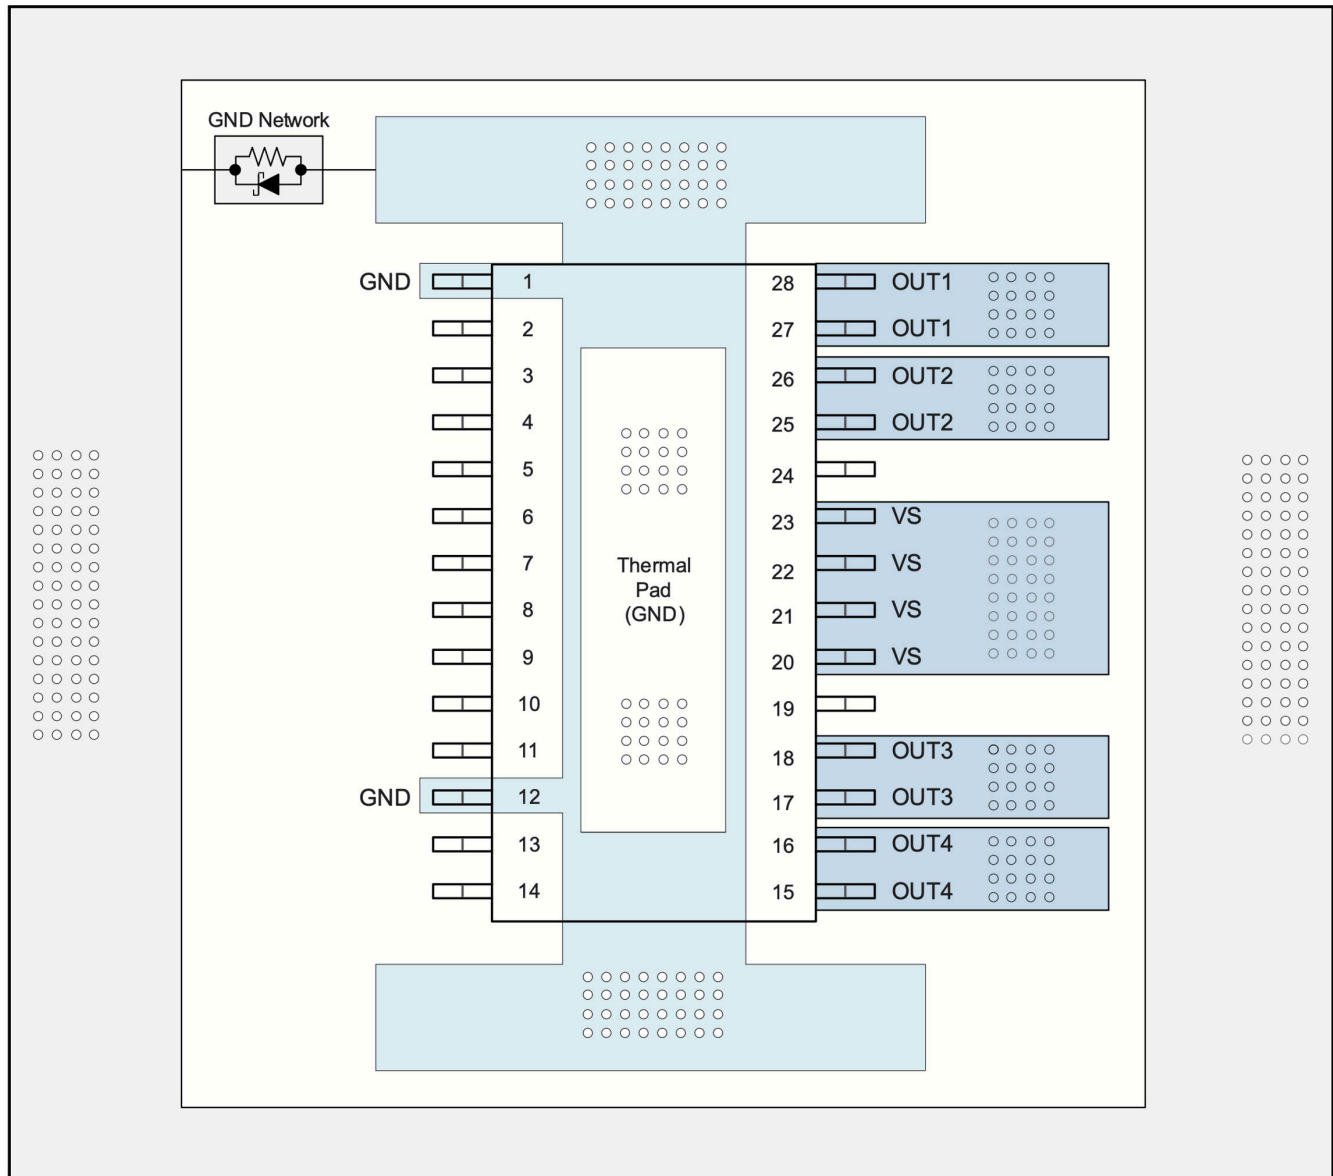 GND Network
GND 1 28 OUT1
2 27 OUT1
3 26 OUT2
4 25 OUT2
5 24
6 23 VS
7 22 VS
8 21 VS
9 20 VS
10 19
11 18 OUT3
GND 12 17 OUT3
13 16 OUT4
14 15 OUT4
Thermal
Pad
(GND)